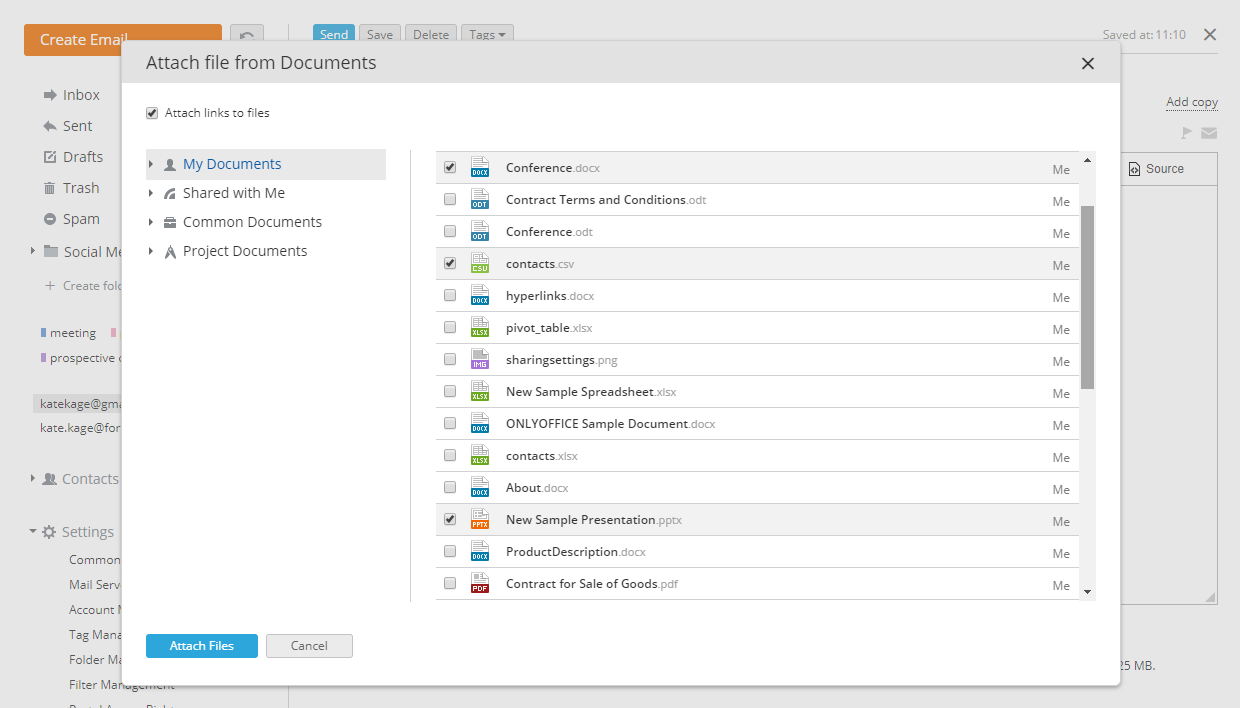 Create Email
Send
Save
Delete
Tags
Saved at: 11:10
Attach file from Documents
Inbox
Sent
Drafts
Trash
Spam
Social Me
Create fold
meeting
prospective c
katekage@gma
kate.kage@for
Contacts
Settings
Common
Mail Serv
Account M
Tag Mana
Folder Ma
Filter Management
Add copy
Source
25 MB.
Attach links to files
My Documents
Shared with Me
Common Documents
Project Documents
DOCX Conference.docx Me
ODT Contract Terms and Conditions.odt Me
ODT Conference.odt Me
CSV contacts.csv Me
DOCX hyperlinks.docx Me
XLSX pivot_table.xlsx Me
IMG sharingsettings.png Me
XLSX New Sample Spreadsheet.xlsx Me
DOCX ONLYOFFICE Sample Document.docx Me
XLSX contacts.xlsx Me
DOCX About.docx Me
PPTX New Sample Presentation.pptx Me
DOCX ProductDescription.docx Me
PDF Contract for Sale of Goods.pdf Me
Attach Files
Cancel